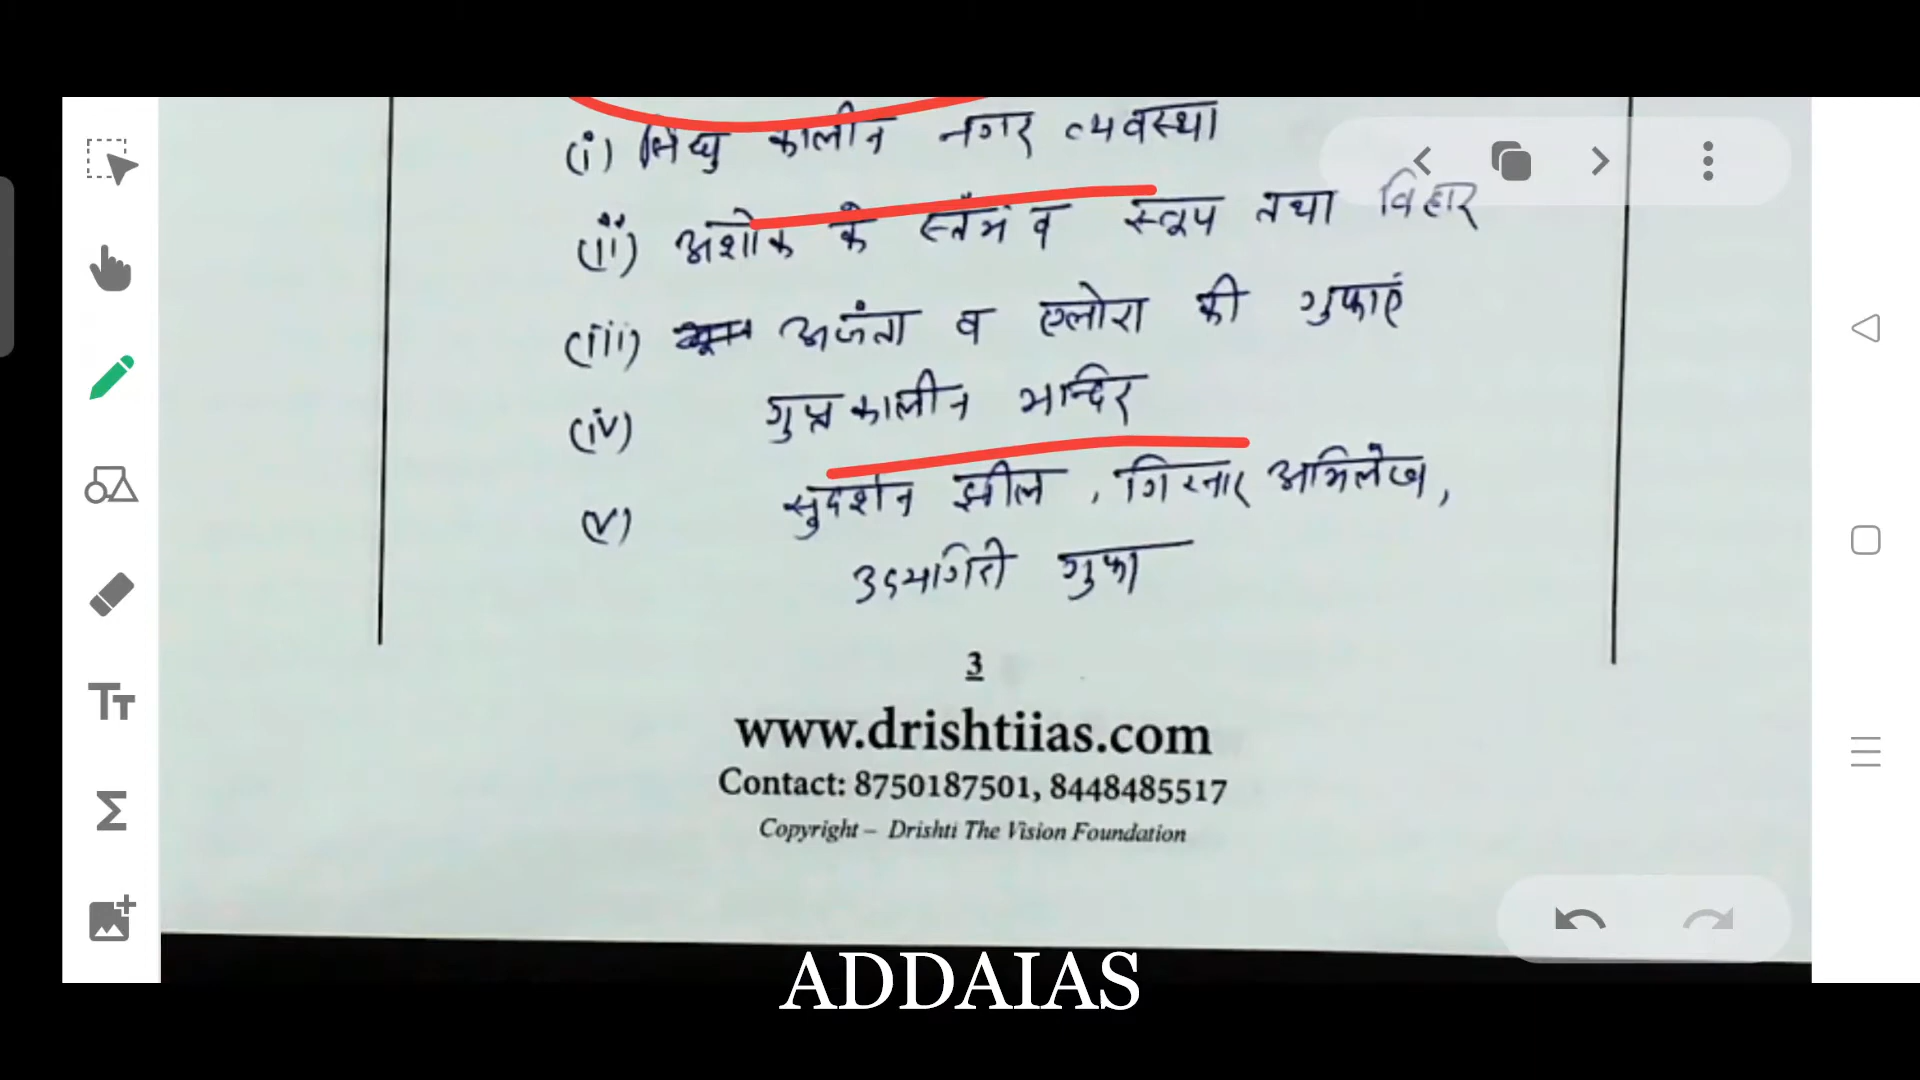 (i) सिंधु कालीन नगर व्यवस्था
(ii) अशोक के स्तंभ व स्तूप तथा विहार
(iii) अजंता व एलोरा की गुफाएं
(iv) गुप्तकालीन मन्दिर
(v) सुदर्शन झील, गिरनार अभिलेख,
उदयगिरी गुफा
3
www.drishtiias.com
Contact: 8750187501, 8448485517
Copyright – Drishti The Vision Foundation
ADDAIAS
TT
Σ